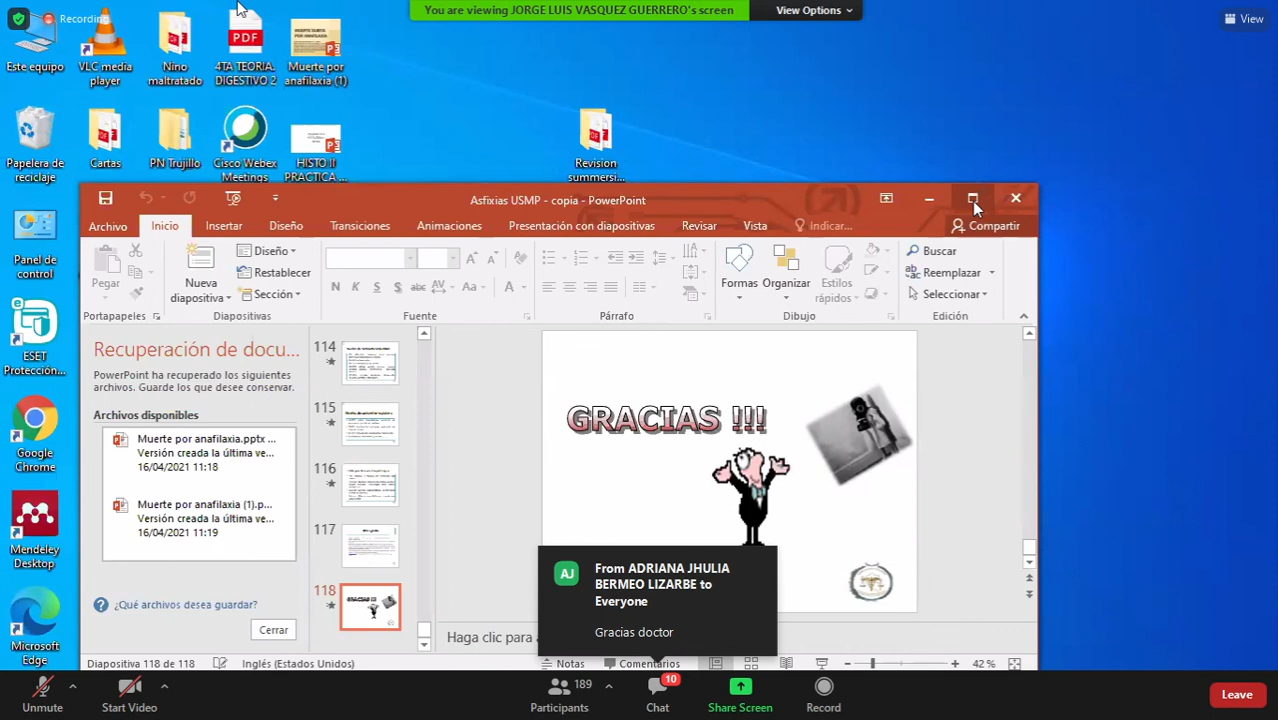 Recording
You are viewing JORGE LUIS VASQUEZ GUERRERO's screen
View Options
View
Este equipo
VLC media
player
Nino
maltratado
4TA TEORIA.
DIGESTIVO 2
Muerte por
anafilaxia (1)
Papelera de
reciclaje
Cartas
PN Trujillo
Cisco Webex
Meetings
HISTO II
PRACTICA ...
Revision
summersi...
Panel de
control
ESET
Protección...
Google
Chrome
Mendeley
Desktop
Microsoft
Edge
Asfixias USMP - copia - PowerPoint
Archivo
Inicio
Insertar
Diseño
Transiciones
Animaciones
Presentación con diapositivas
Revisar
Vista
Indicar...
Compartir
Pegar
Nueva
diapositiva
Diseño
Restablecer
Sección
Formas
Organizar
Estilos
rápidos
Buscar
Reemplazar
Seleccionar
Portapapeles
Diapositivas
Fuente
Párrafo
Dibujo
Edición
Recuperación de docu...
PowerPoint ha recuperado los siguientes
archivos. Guarde los que desee conservar.
Archivos disponibles
Muerte por anafilaxia.pptx ...
Versión creada la última ve...
16/04/2021 11:18
Muerte por anafilaxia (1).p...
Versión creada la última ve...
16/04/2021 11:19
¿Qué archivos desea guardar?
Cerrar
114
115
116
117
118
GRACIAS !!!
From ADRIANA JHULIA
BERMEO LIZARBE to
Everyone
Gracias doctor
Haga clic para
Diapositiva 118 de 118
Inglés (Estados Unidos)
Notas
Comentarios
42 %
Unmute
Start Video
189
Participants
10
Chat
Share Screen
Record
Leave